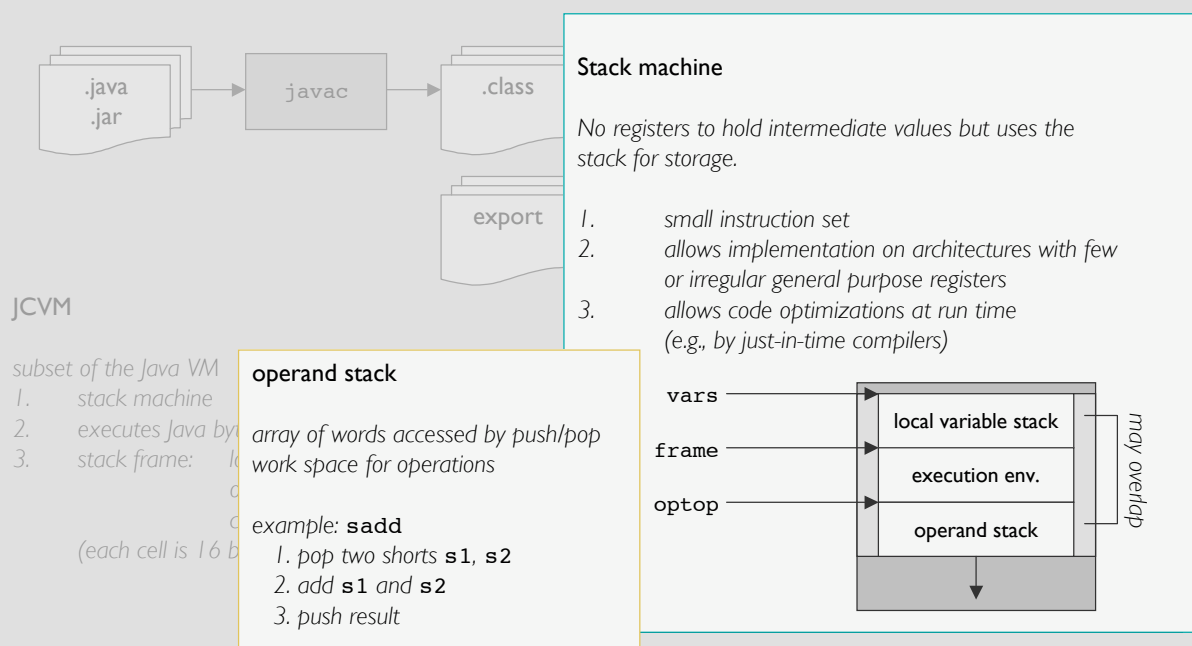 .java
.jar
javac
.class
export
JCVM
subset of the Java VM
1. stack machine
2. executes Java
3. stack frame:
(each cell is 16
Stack machine
No registers to hold intermediate values but uses the
stack for storage.
1. small instruction set
2. allows implementation on architectures with few
or irregular general purpose registers
3. allows code optimizations at run time
(e.g., by just-in-time compilers)
vars
frame
optop
local variable stack
execution env.
operand stack
may overlap
operand stack
array of words accessed by push/pop
work space for operations
example: sadd
1. pop two shorts s1, s2
2. add s1 and s2
3. push result